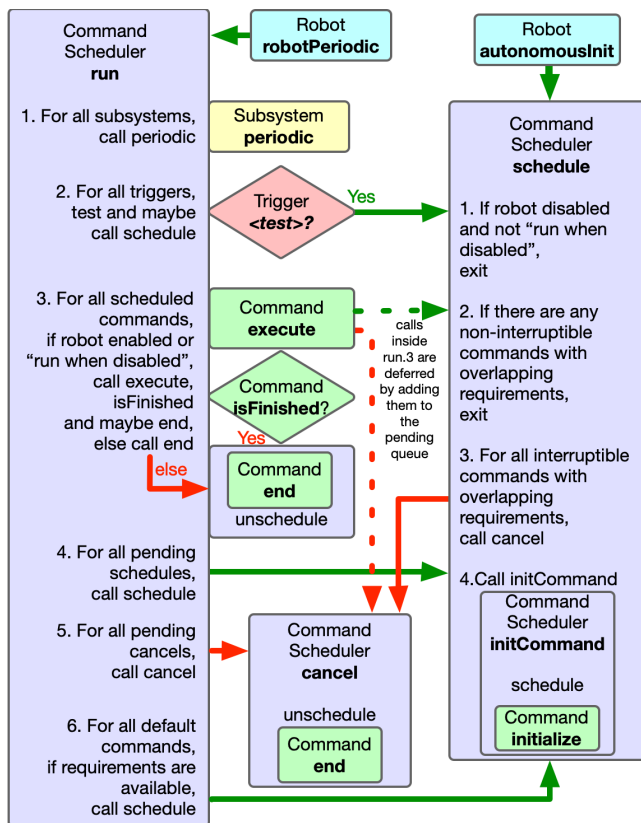 Command
Scheduler
run
Robot
robotPeriodic
Robot
autonomousInit
1. For all subsystems,
call periodic
Subsystem
periodic
2. For all triggers,
test and maybe
call schedule
Trigger
<test>?
Yes
3. For all scheduled
commands,
if robot enabled or
“run when disabled”,
call execute,
isFinished
and maybe end,
else call end
Command
execute
Command
isFinished?
Yes
else
Command
end
unschedule
calls
inside
run.3 are
deferred
by adding
them to
the
pending
queue
4. For all pending
schedules,
call schedule
5. For all pending
cancels,
call cancel
6. For all default
commands,
if requirements are
available,
call schedule
Command
Scheduler
cancel
unschedule
Command
end
Command
Scheduler
schedule
1. If robot disabled
and not “run when
disabled”,
exit
2. If there are any
non-interruptible
commands with
overlapping
requirements,
exit
3. For all interruptible
commands with
overlapping
requirements,
call cancel
4.Call initCommand
Command
Scheduler
initCommand
schedule
Command
initialize